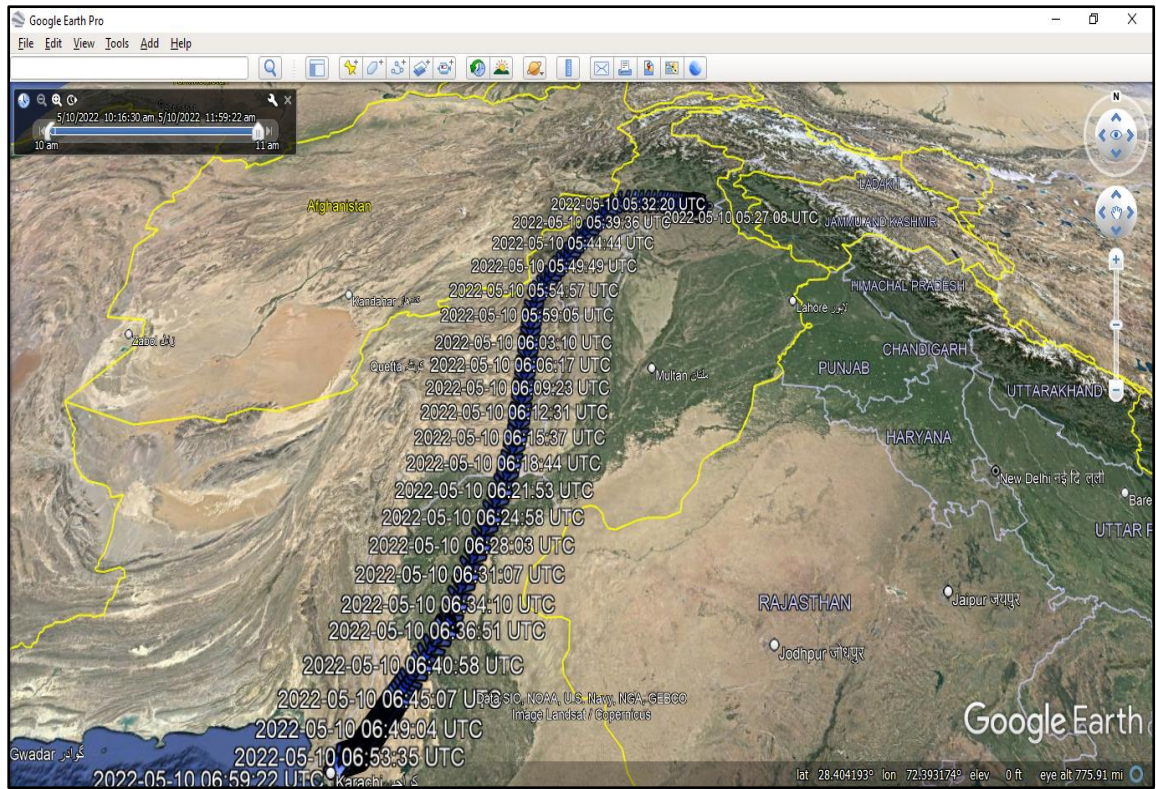 Google Earth Pro
File Edit View Tools Add Help
5/10/2022 10:16:30 am 5/10/2022 11:59:22 am
10 am 11 am
N
LADAKH
Afghanistan
2022-05-10 05:32:20 UTC
2022-05-10 05:27:08 UTC
JAMMU AND KASHMIR
2022-05-10 05:39:36 UTC
2022-05-10 05:44:44 UTC
2022-05-10 05:49:49 UTC
HIMACHAL PRADESH
2022-05-10 05:54:57 UTC
Kandahar
Lahore لاہور
2022-05-10 05:59:05 UTC
Zabol زابل
2022-05-10 06:03:10 UTC
CHANDIGARH
Quetta کوئٹہ
2022-05-10 06:06:17 UTC
Multan ملتان
PUNJAB
2022-05-10 06:09:23 UTC
UTTARAKHAND
2022-05-10 06:12:31 UTC
2022-05-10 06:15:37 UTC
HARYANA
2022-05-10 06:18:44 UTC
New Delhi नई दि ल्ली
2022-05-10 06:21:53 UTC
Bare
2022-05-10 06:24:58 UTC
UTTAR P
2022-05-10 06:28:03 UTC
2022-05-10 06:31:07 UTC
2022-05-10 06:34:10 UTC
RAJASTHAN
Jaipur जयपुर
2022-05-10 06:36:51 UTC
Jodhpur जोधपुर
2022-05-10 06:40:58 UTC
2022-05-10 06:45:07 UTC
Data SIO, NOAA, U.S. Navy, NGA, GEBCO
Image Landsat / Copernicus
2022-05-10 06:49:04 UTC
Google Earth
Gwadar گوادر
2022-05-10 06:53:35 UTC
2022-05-10 06:59:22 UTC
Karachi
lat 28.404193° lon 72.393174° elev 0 ft eye alt 775.91 mi